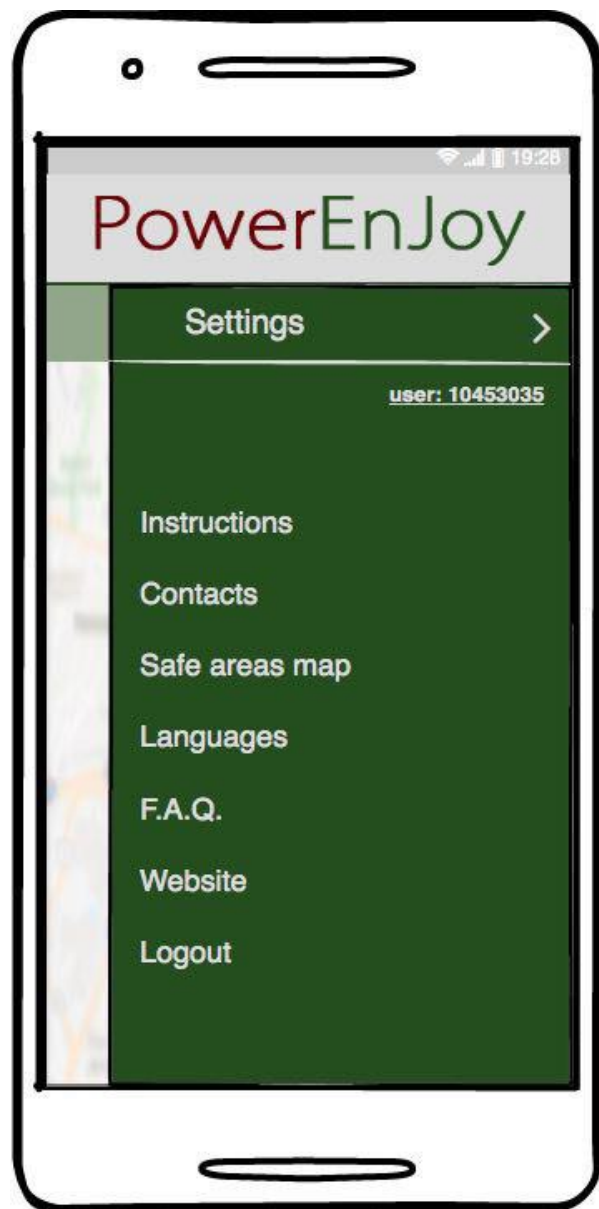 19:28
PowerEnJoy
Settings
user: 10453035
Instructions
Contacts
Safe areas map
Languages
F.A.Q.
Website
Logout